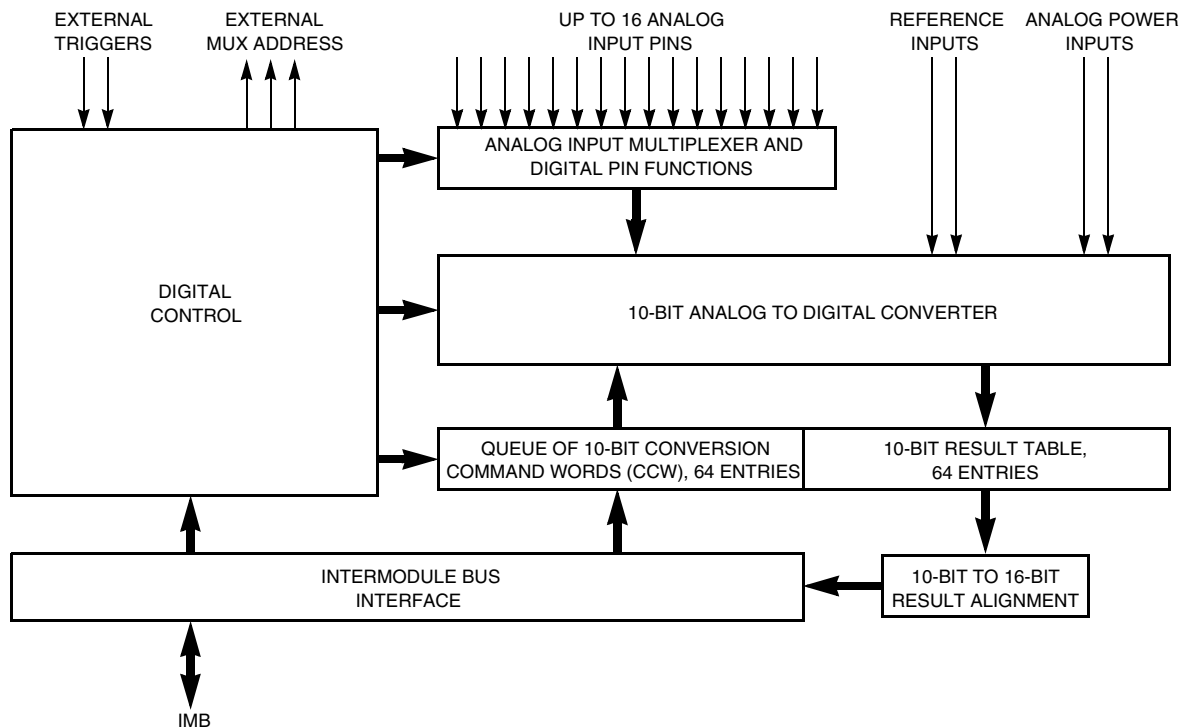 EXTERNAL
TRIGGERS
EXTERNAL
MUX ADDRESS
UP TO 16 ANALOG
INPUT PINS
REFERENCE
INPUTS
ANALOG POWER
INPUTS
ANALOG INPUT MULTIPLEXER AND
DIGITAL PIN FUNCTIONS
DIGITAL
CONTROL
10-BIT ANALOG TO DIGITAL CONVERTER
QUEUE OF 10-BIT CONVERSION
COMMAND WORDS (CCW), 64 ENTRIES
10-BIT RESULT TABLE,
64 ENTRIES
INTERMODULE BUS
INTERFACE
10-BIT TO 16-BIT
RESULT ALIGNMENT
IMB